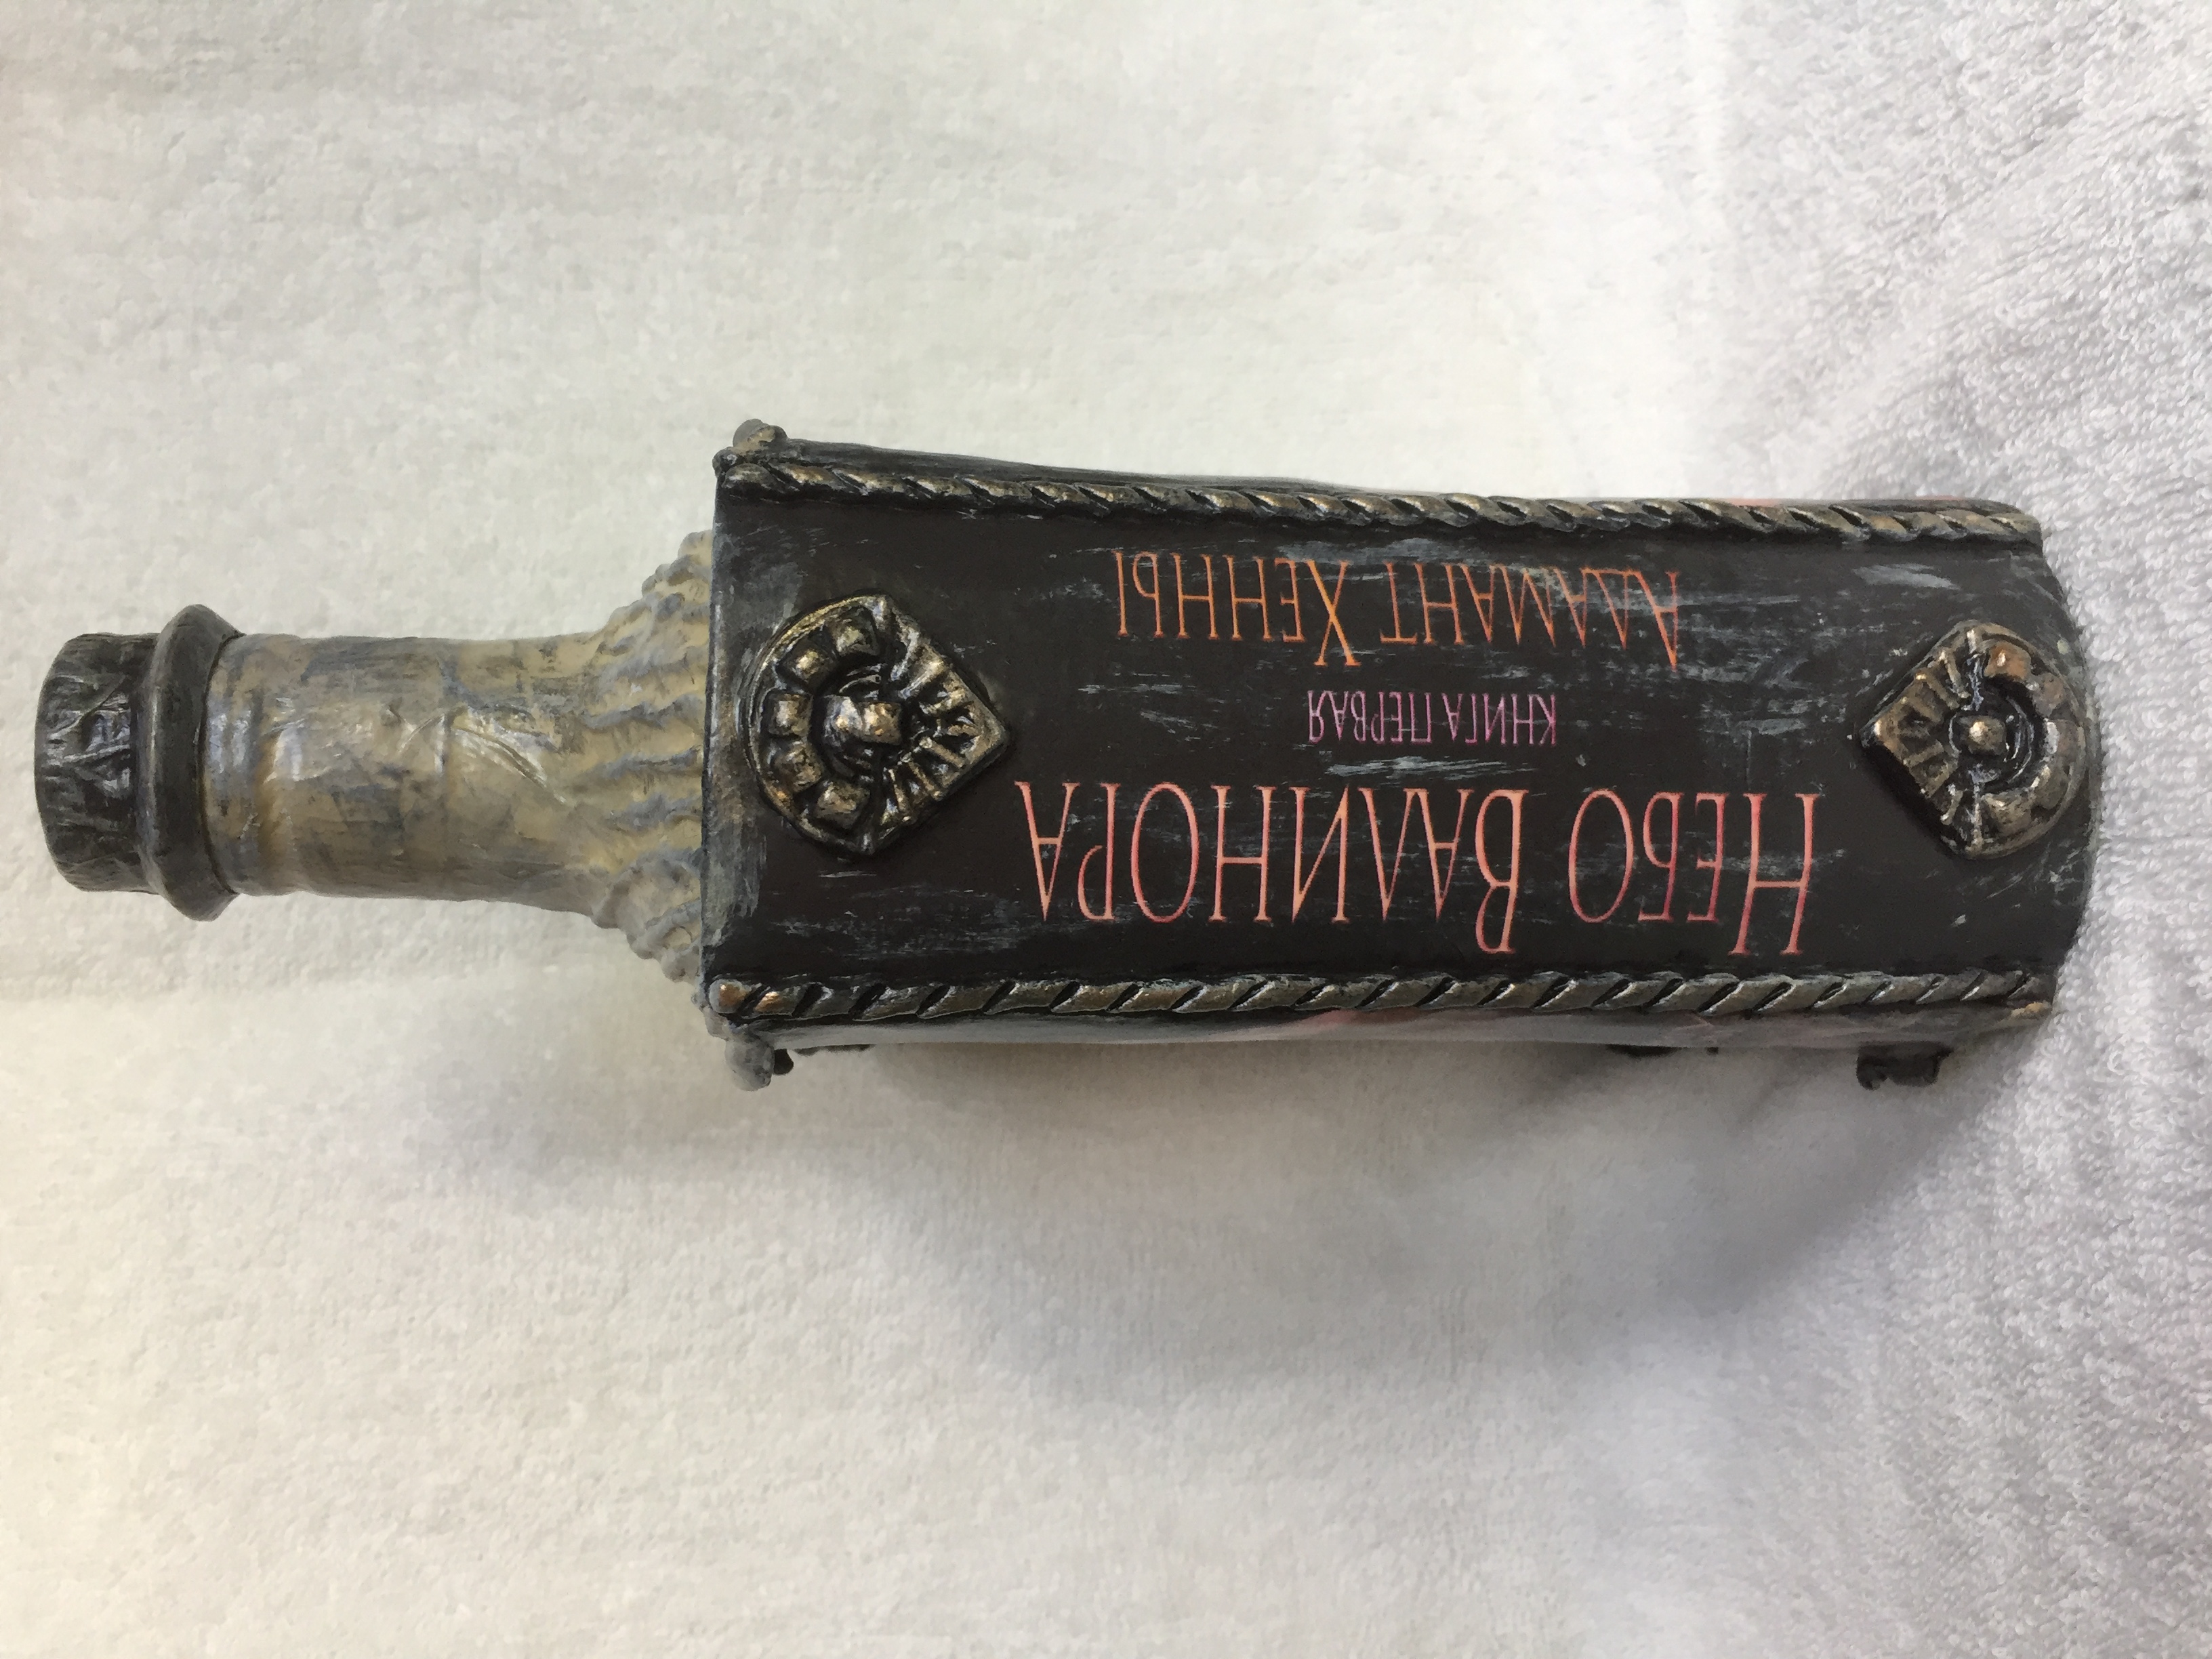 НЕБО ВАЛИНОРА
КНИГА ПЕРВАЯ
АДАМАНТ ХЕННЫ